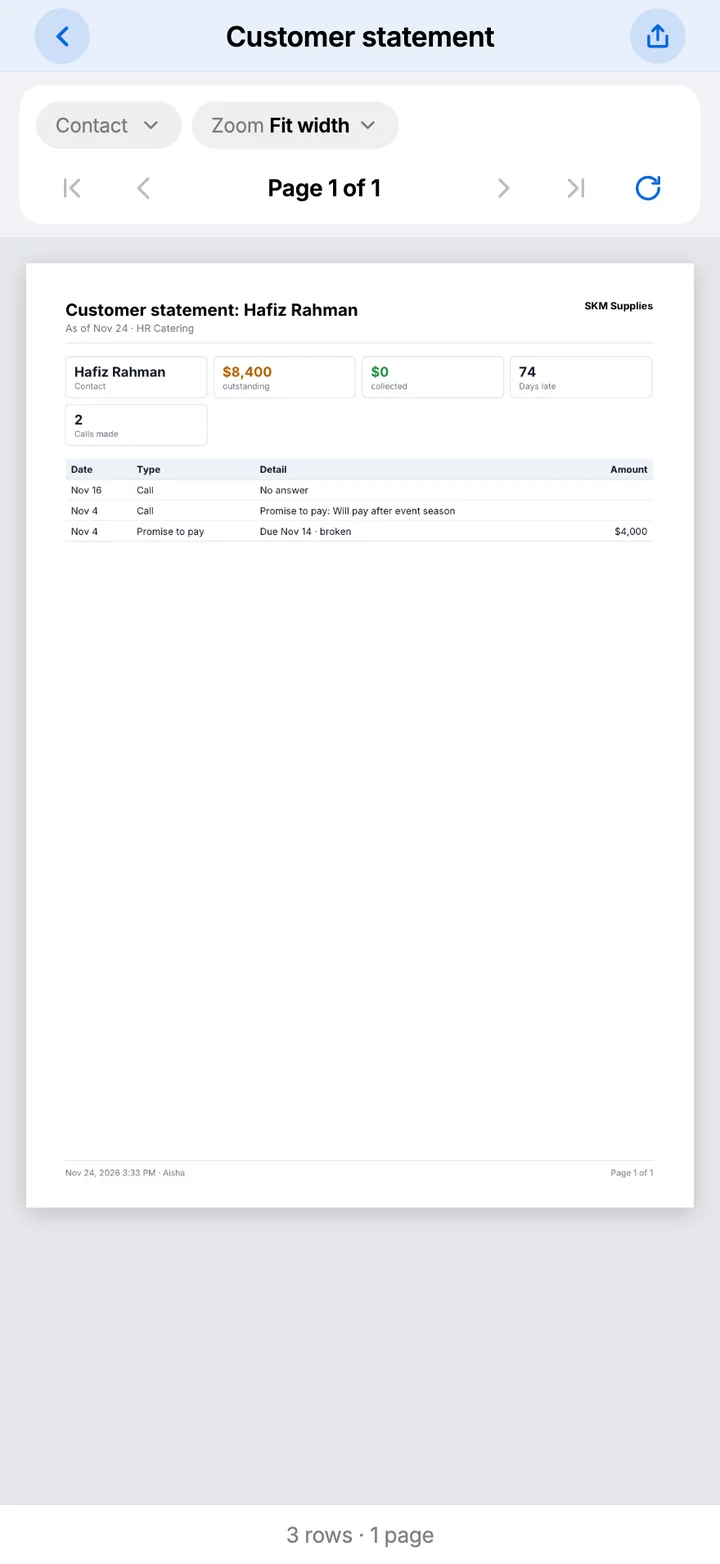 Customer statement
Contact
Zoom Fit width
Page 1 of 1
Customer statement: Hafiz Rahman
SKM Supplies
As of Nov 24 · HR Catering
Hafiz Rahman
Contact
$8,400
outstanding
$0
collected
74
Days late
2
Calls made
Date Type Detail Amount
Nov 16 Call No answer
Nov 4 Call Promise to pay: Will pay after event season
Nov 4 Promise to pay Due Nov 14 · broken $4,000
Nov 24, 2026 3:33 PM · Aisha
Page 1 of 1
3 rows · 1 page